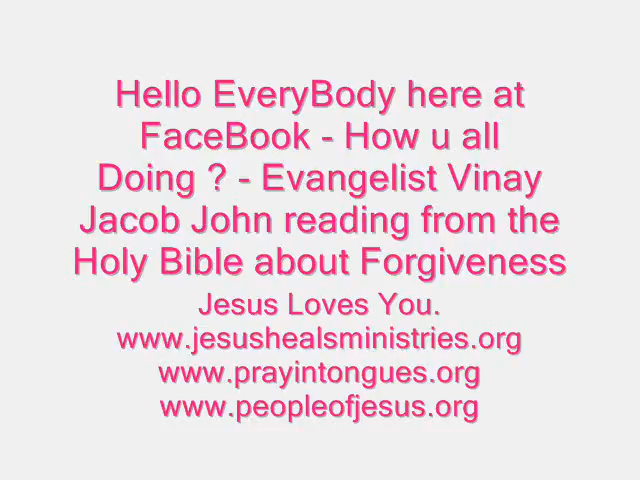 Hello EveryBody here at
FaceBook - How u all
Doing ? - Evangelist Vinay
Jacob John reading from the
Holy Bible about Forgiveness
Jesus Loves You.
www.jesushealsministries.org
www.prayintongues.org
www.peopleofjesus.org